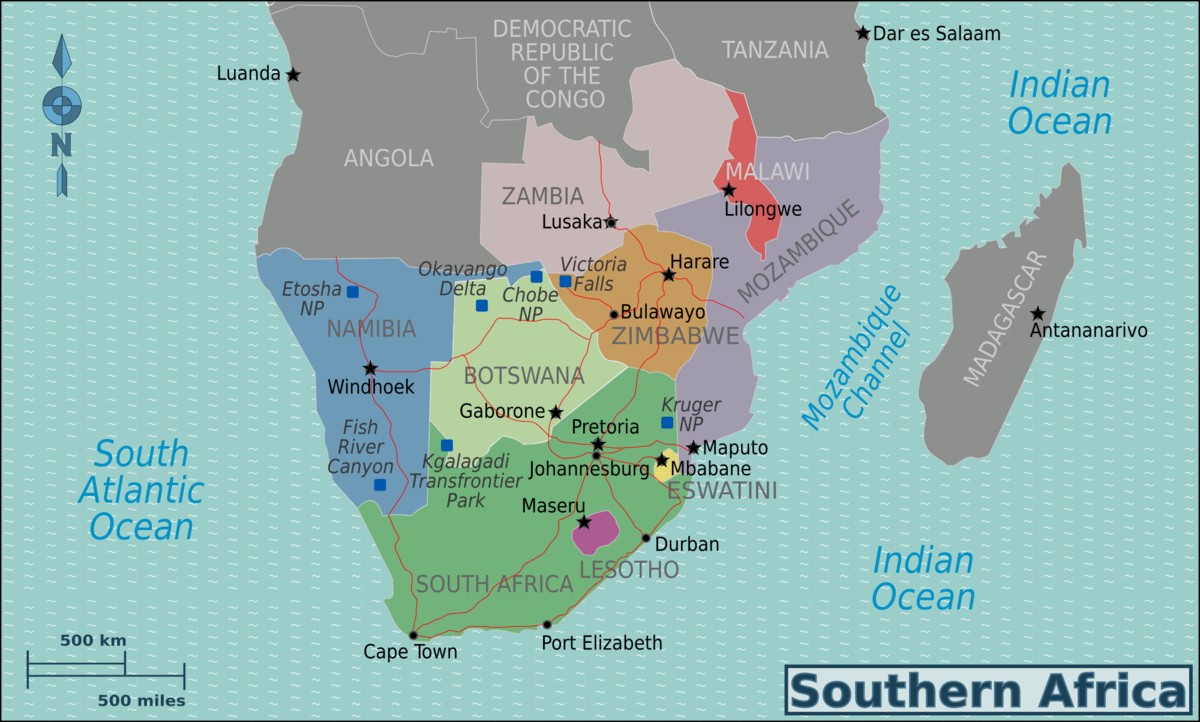 DEMOCRATIC
REPUBLIC
OF THE
CONGO
TANZANIA
Dar es Salaam
Luanda
Indian
Ocean
N
ANGOLA
MALAWI
ZAMBIA
Lilongwe
Lusaka
MOZAMBIQUE
Harare
Okavango
Delta
Victoria
Falls
Chobe
NP
Etosha
NP
NAMIBIA
Bulawayo
ZIMBABWE
MADAGASCAR
Antananarivo
Mozambique
Channel
Windhoek
BOTSWANA
Gaborone
Kruger
NP
Pretoria
Fish
River
Canyon
Maputo
Johannesburg
Mbabane
Kgalagadi
Transfrontier
Park
ESWATINI
South
Atlantic
Ocean
Maseru
Durban
LESOTHO
SOUTH AFRICA
Indian
Ocean
Port Elizabeth
Cape Town
500 km
500 miles
Southern Africa